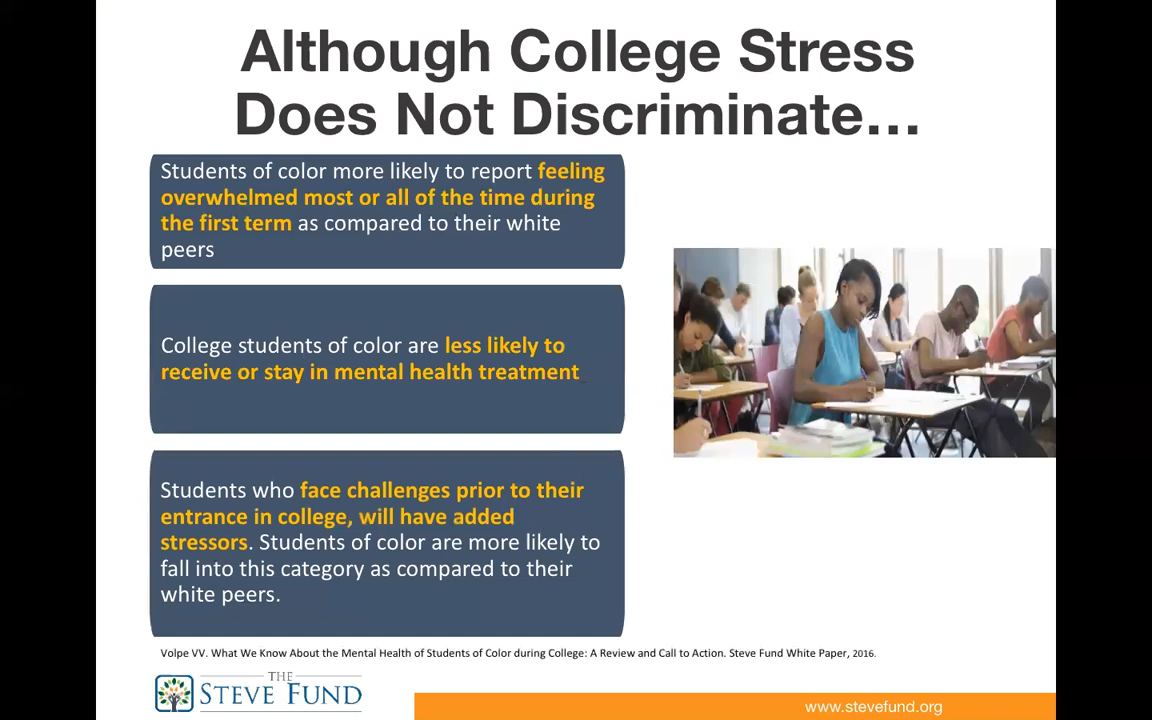 Although College Stress
Does Not Discriminate…
Students of color more likely to report feeling
overwhelmed most or all of the time during
the first term as compared to their white
peers
College students of color are less likely to
receive or stay in mental health treatment
Students who face challenges prior to their
entrance in college, will have added
stressors. Students of color are more likely to
fall into this category as compared to their
white peers.
Volpe VV. What We Know About the Mental Health of Students of Color during College: A Review and Call to Action. Steve Fund White Paper, 2016.
THE
STEVE FUND
www.stevefund.org